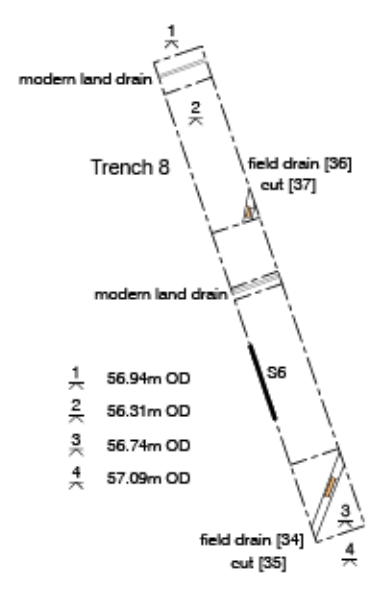 1
modern land drain
2
Trench 8
field drain [36]
cut [37]
modern land drain
S6
1 56.94m OD
2 56.31m OD
3 56.74m OD
4 57.09m OD
3
field drain [34]
cut [35]
4